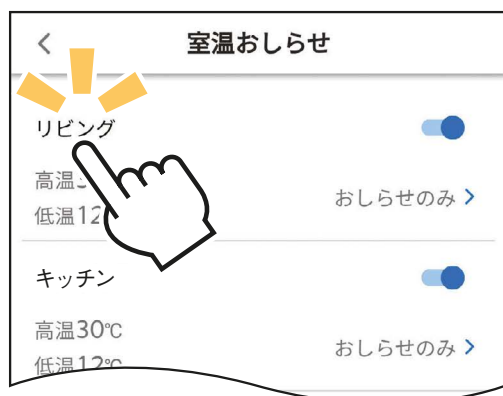 室温おしらせ
リビング
高温
低温12
おしらせのみ
キッチン
高温30℃
低温12℃
おしらせのみ